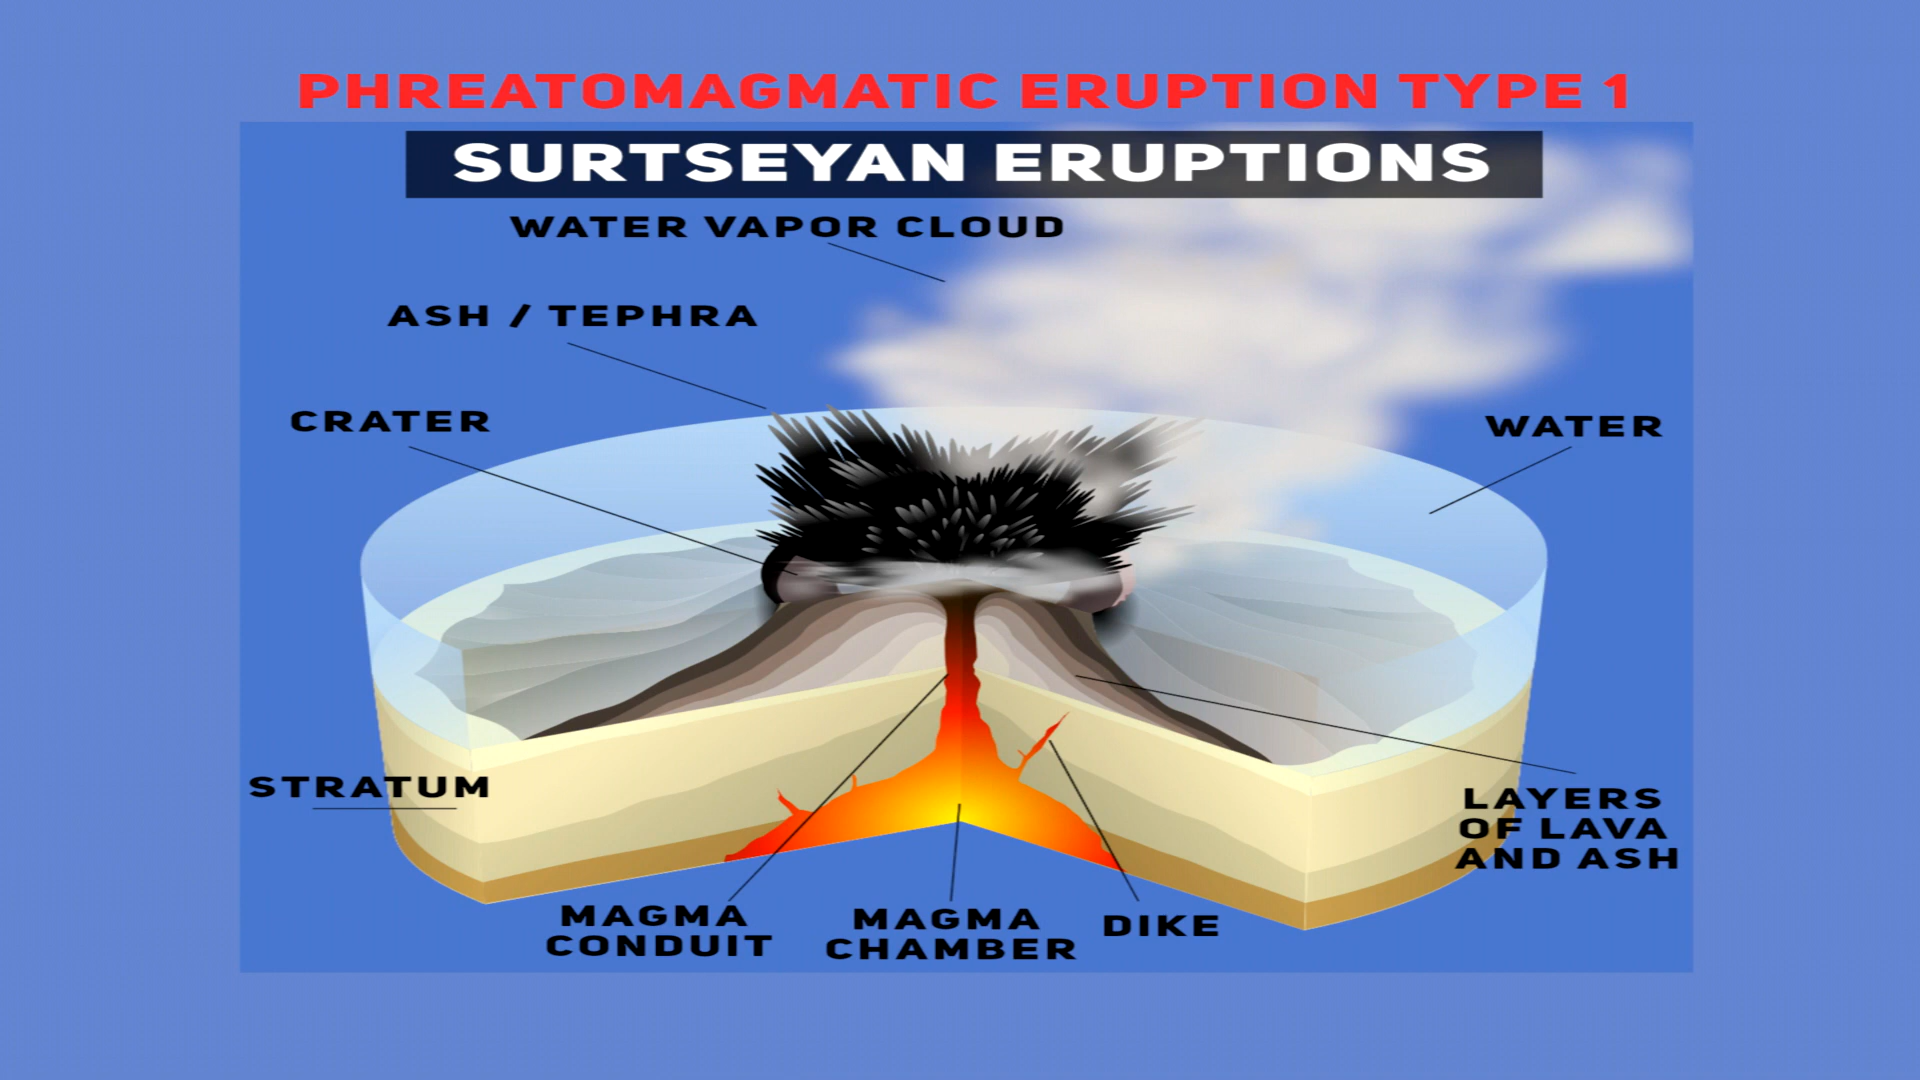 PHREATOMAGMATIC ERUPTION TYPE 1
SURTSEYAN ERUPTIONS
WATER VAPOR CLOUD
ASH / TEPHRA
CRATER
WATER
STRATUM
LAYERS
OF LAVA
AND ASH
MAGMA
CONDUIT
MAGMA
CHAMBER
DIKE